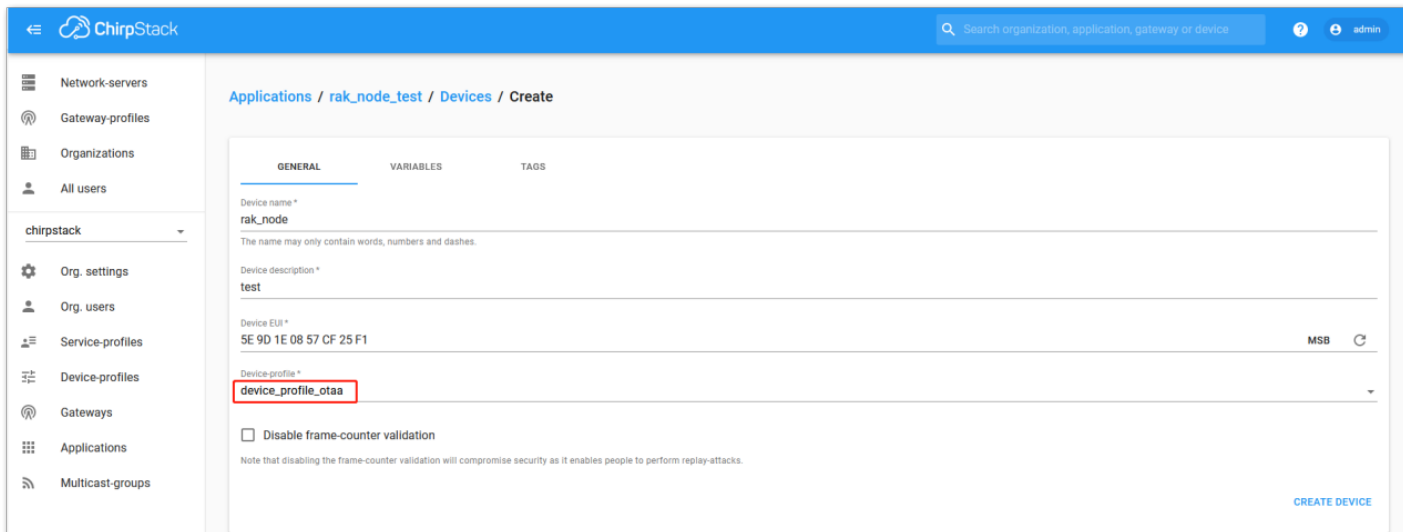 ChirpStack
Search organization, application, gateway or device
? admin
Network-servers
Gateway-profiles
Organizations
All users
chirpstack
Org. settings
Org. users
Service-profiles
Device-profiles
Gateways
Applications
Multicast-groups
Applications / rak_node_test / Devices / Create
GENERAL VARIABLES TAGS
Device name *
rak_node
The name may only contain words, numbers and dashes.
Device description *
test
Device EUI *
5E 9D 1E 08 57 CF 25 F1 MSB
Device-profile *
device_profile_otaa
Disable frame-counter validation
Note that disabling the frame-counter validation will compromise security as it enables people to perform replay-attacks.
CREATE DEVICE